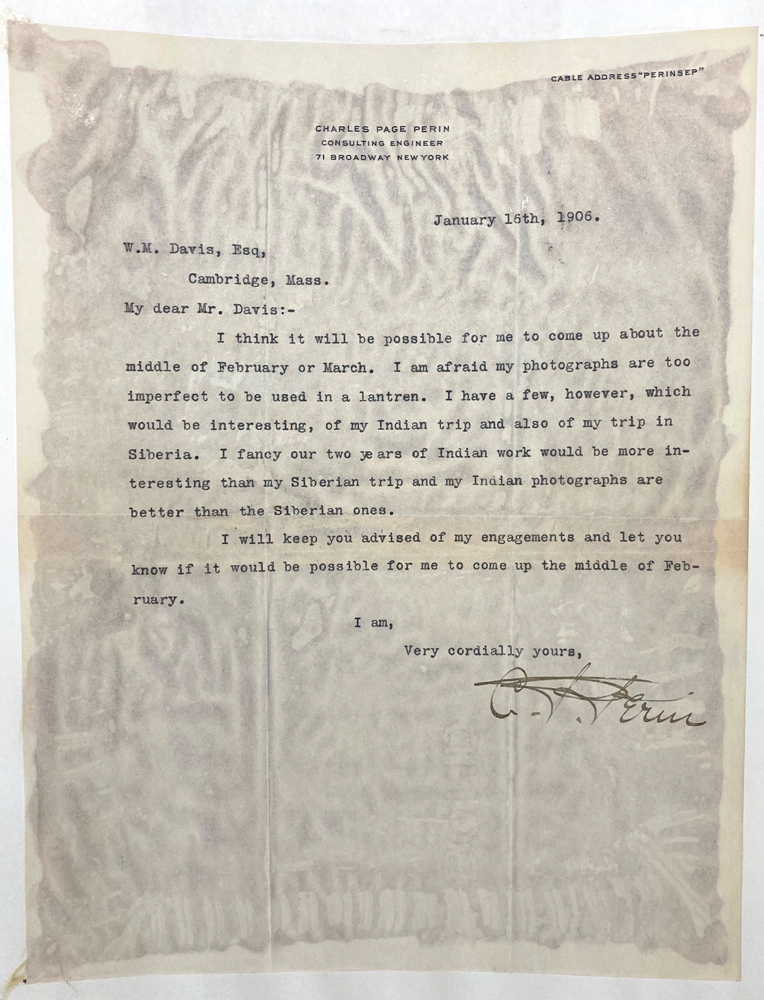 CABLE ADDRESS "PERINSEP"
CHARLES PAGE PERIN
CONSULTING ENGINEER
71 BROADWAY NEW YORK
January 16th, 1906.
W.M. Davis, Esq,
Cambridge, Mass.
My dear Mr. Davis:-
I think it will be possible for me to come up about the
middle of February or March. I am afraid my photographs are too
imperfect to be used in a lantren. I have a few, however, which
would be interesting, of my Indian trip and also of my trip in
Siberia. I fancy our two years of Indian work would be more in-
teresting than my Siberian trip and my Indian photographs are
better than the Siberian ones.
I will keep you advised of my engagements and let you
know if it would be possible for me to come up the middle of Feb-
ruary.
I am,
Very cordially yours,
C. P. Perin